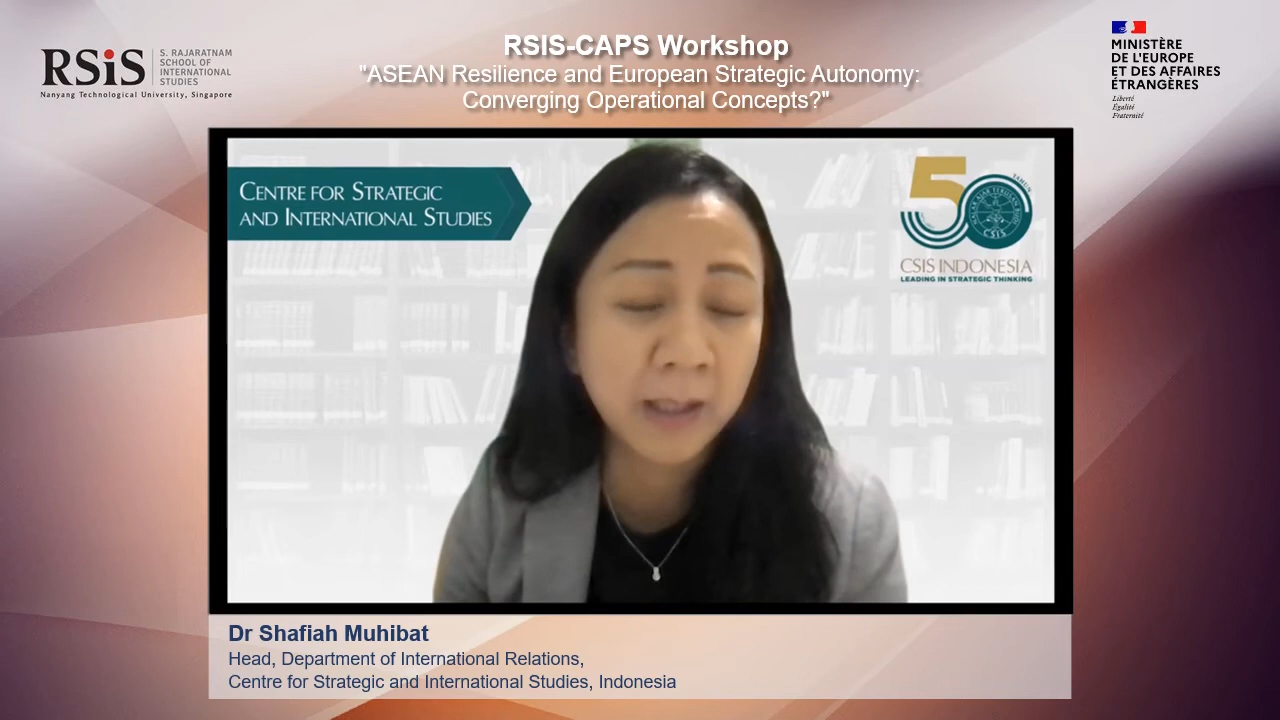 RSiS
S. RAJARATNAM
SCHOOL OF
INTERNATIONAL
STUDIES
Nanyang Technological University, Singapore
RSIS-CAPS Workshop
"ASEAN Resilience and European Strategic Autonomy:
Converging Operational Concepts?"
MINISTÈRE
DE L'EUROPE
ET DES AFFAIRES
ÉTRANGÈRES
Liberté
Égalité
Fraternité
CENTRE FOR STRATEGIC
AND INTERNATIONAL STUDIES
50
TAHUN
CSIS
CSIS INDONESIA
LEADING IN STRATEGIC THINKING
Dr Shafiah Muhibat
Head, Department of International Relations,
Centre for Strategic and International Studies, Indonesia